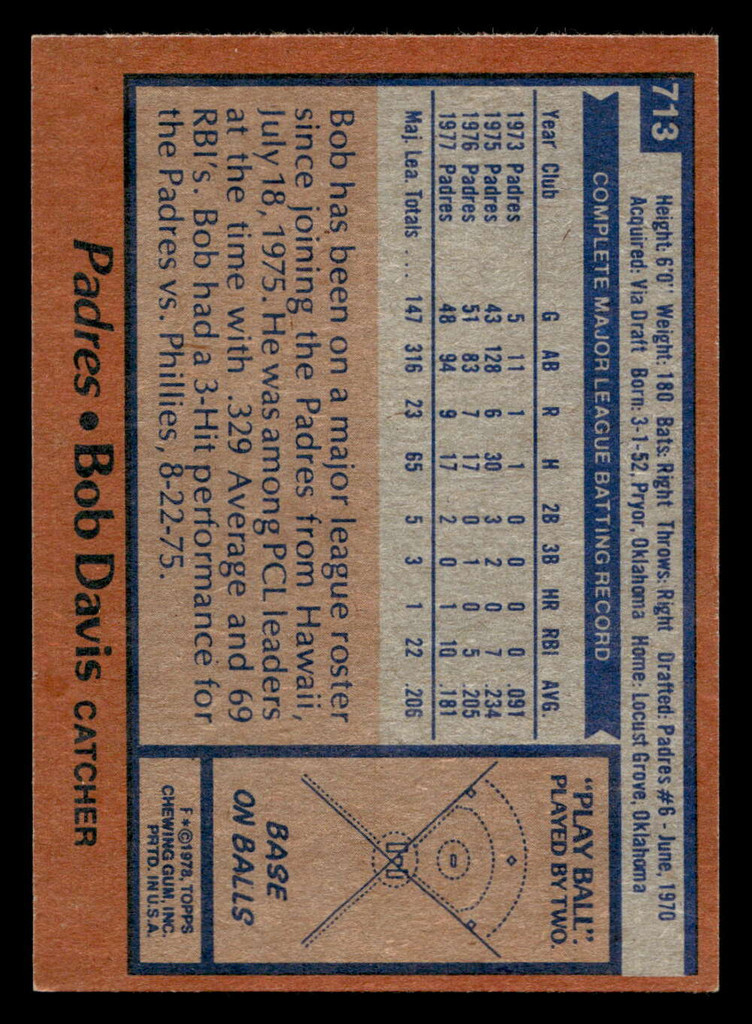 713
Height: 6'0" Weight: 180 Bats: Right Throws: Right Drafted: Padres #6 - June, 1970
Acquired: Via Draft Born: 3-1-52, Pryor, Oklahoma Home: Locust Grove, Oklahoma
COMPLETE MAJOR LEAGUE BATTING RECORD
Year Club G AB R H 2B 3B HR RBI AVG.
1973 Padres 5 11 1 1 0 0 0 0 .091
1975 Padres 43 128 6 30 3 2 0 7 .234
1976 Padres 51 83 7 17 0 1 0 5 .205
1977 Padres 48 94 9 17 2 0 1 10 .181
Maj. Lea. Totals .... 147 316 23 65 5 3 1 22 .206
Bob has been on a major league roster
since joining the Padres from Hawaii,
July 18, 1975. He was among PCL leaders
at the time with .329 Average and 69
RBI's. Bob had a 3-Hit performance for
the Padres vs. Phillies, 8-22-75.
"PLAY BALL".
PLAYED BY TWO.
BASE
ON BALLS
F*©1978, TOPPS
CHEWING GUM, INC.
PRTD. IN U.S.A.
Padres • Bob Davis CATCHER